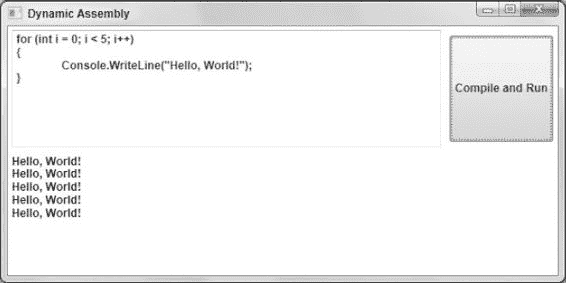 Dynamic Assembly
for (int i = 0; i < 5; i++)
{
Console.WriteLine("Hello, World!");
}
Compile and Run
Hello, World!
Hello, World!
Hello, World!
Hello, World!
Hello, World!